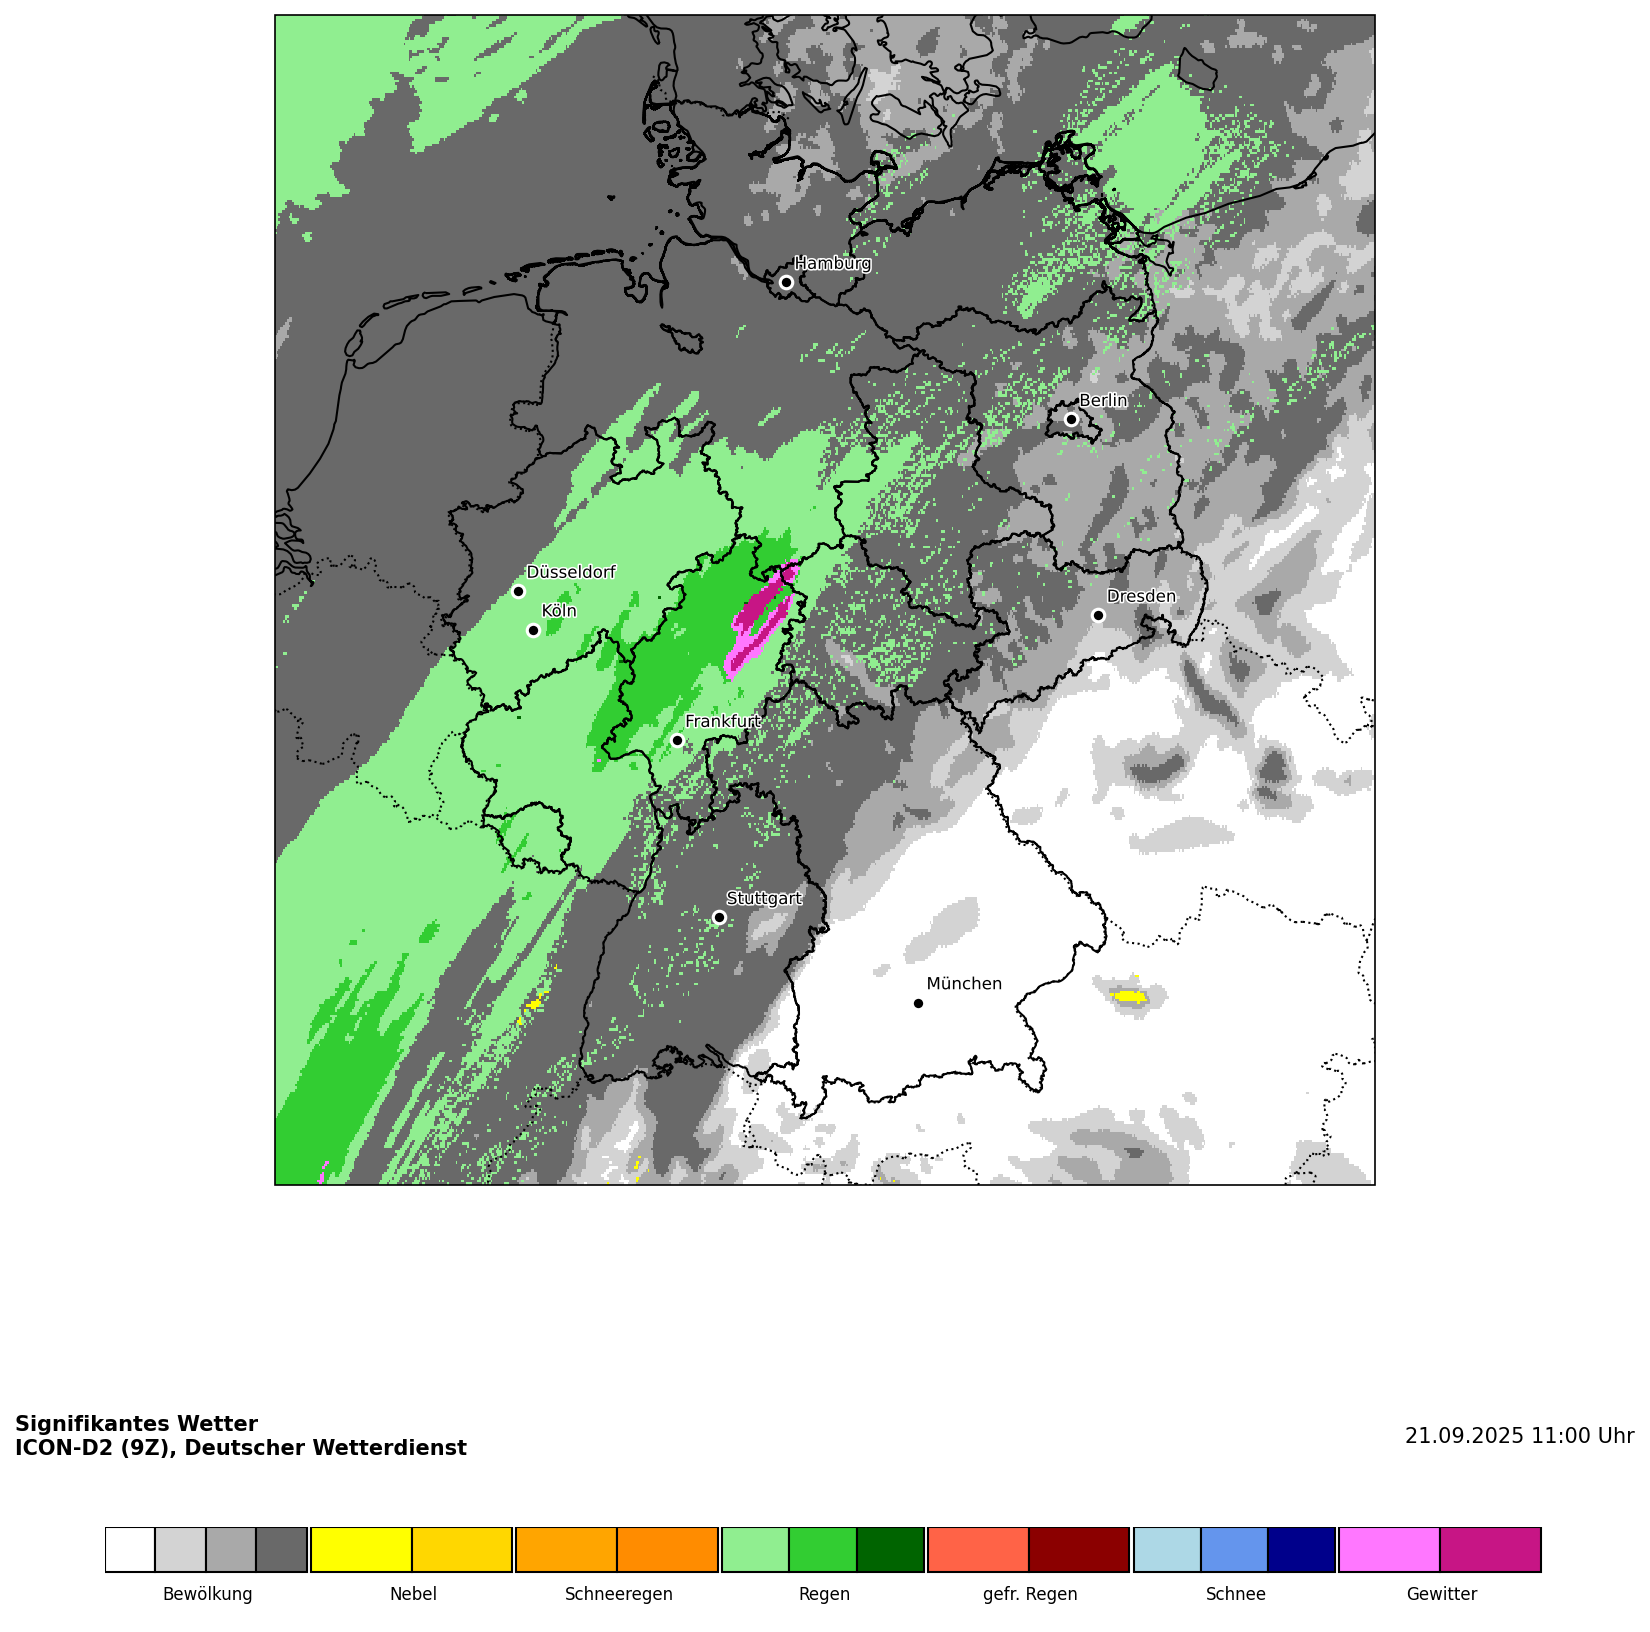 Hamburg
Berlin
Düsseldorf
Dresden
Köln
Frankfurt
Stuttgart
München
Signifikantes Wetter
ICON-D2 (9Z), Deutscher Wetterdienst
21.09.2025 11:00 Uhr
Bewölkung
Nebel
Schneeregen
Regen
gefr. Regen
Schnee
Gewitter